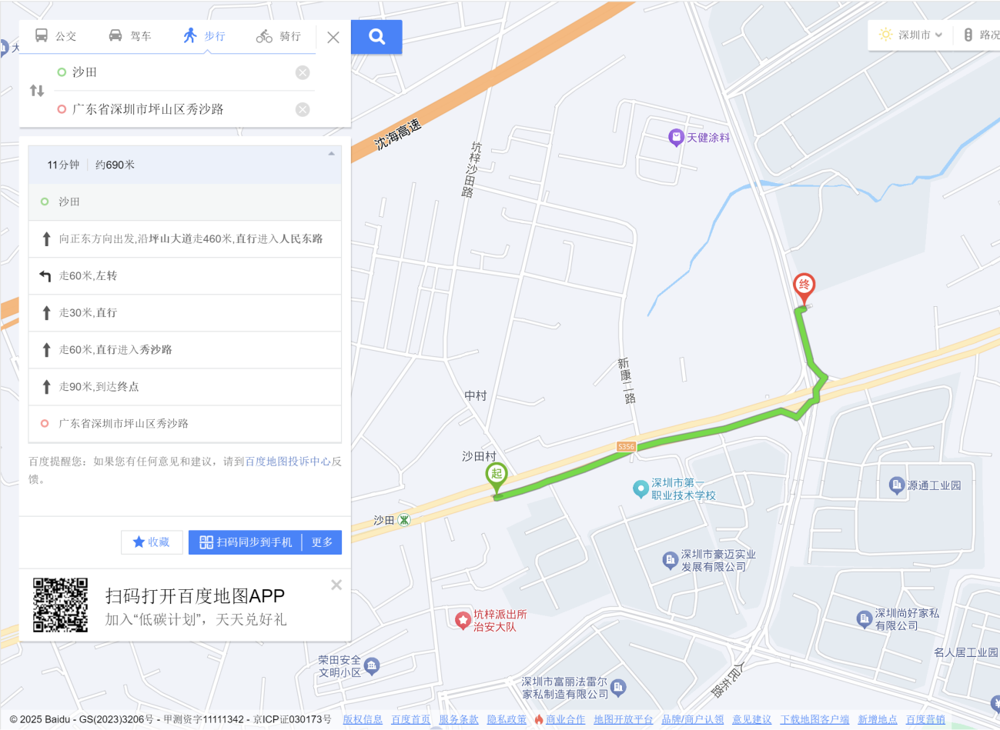 公交
驾车
步行
骑行
沙田
广东省深圳市坪山区秀沙路
11分钟 约690米
沙田
向正东方向出发,沿坪山大道走460米,直行进入人民东路
走60米,左转
走30米,直行
走60米,直行进入秀沙路
走90米,到达终点
广东省深圳市坪山区秀沙路
百度提醒您：如果您有任何意见和建议，请到百度地图投诉中心反
馈。
收藏
扫码同步到手机
更多
扫码打开百度地图APP
加入“低碳计划”，天天兑好礼
深圳市
路况
大
沈海高速
坑梓沙田路
天健涂料
终
新康二路
中村
沙田村
起
S356
沙田
深圳市第一
职业技术学校
源通工业园
深圳市豪迈实业
发展有限公司
坑梓派出所
治安大队
深圳尚好家私
有限公司
名人居工业园
荣田安全
文明小区
深圳市富丽法雷尔
家私制造有限公司
人民东路
© 2025 Baidu - GS(2023)3206号 - 甲测资字11111342 - 京ICP证030173号 版权信息 百度首页 服务条款 隐私政策 商业合作 地图开放平台 品牌/商户认领 意见建议 下载地图客户端 新增地点 百度营销